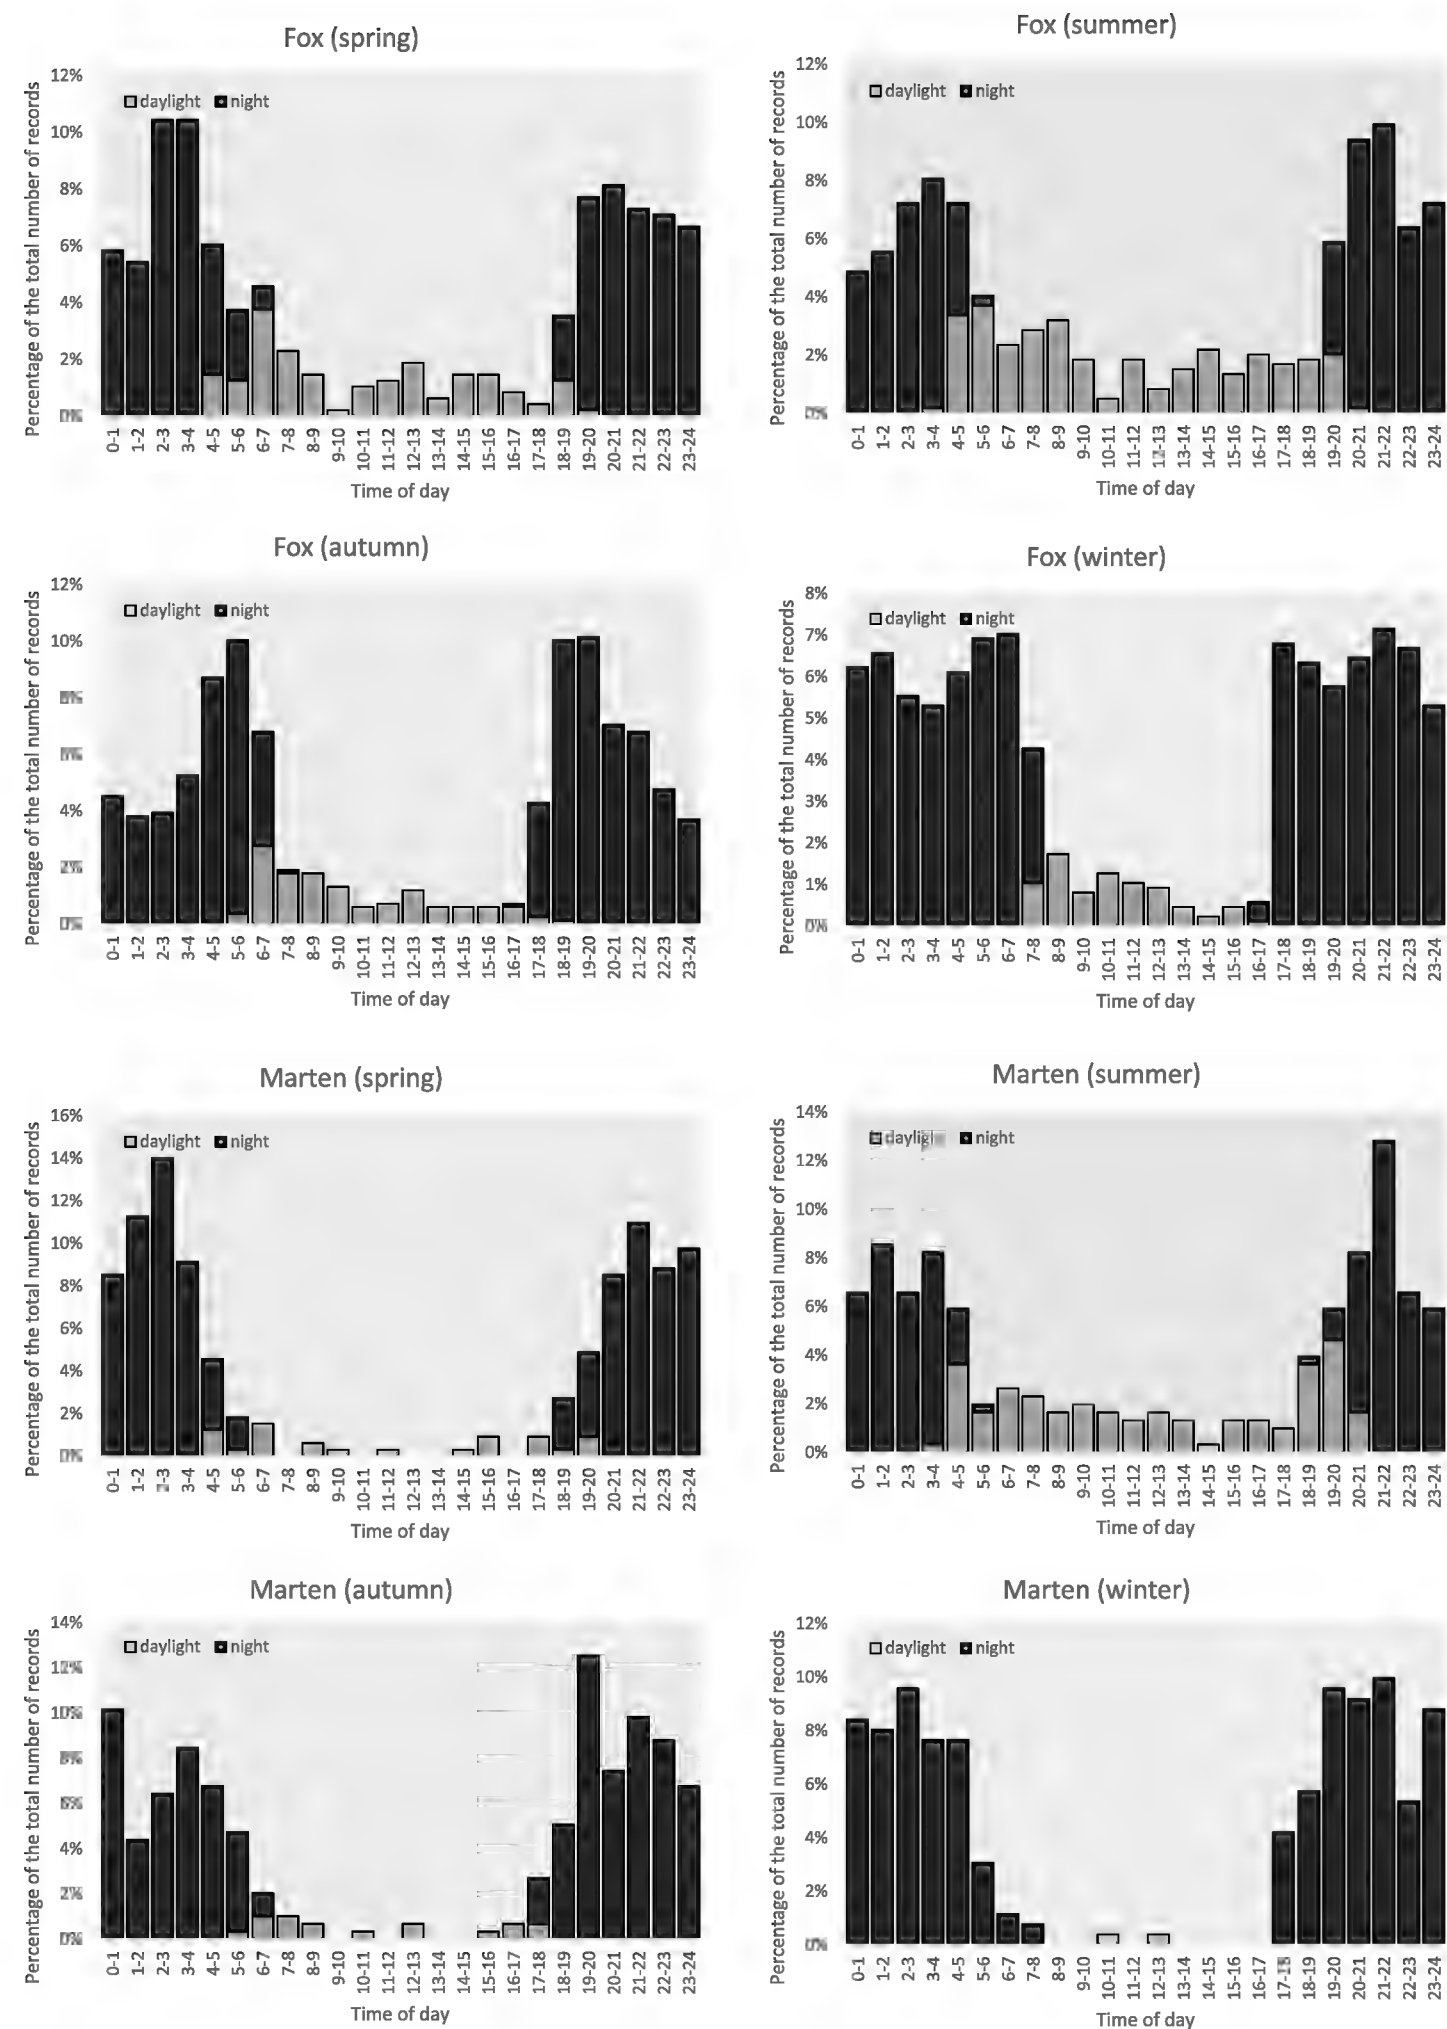 Fox (spring)
Percentage of the total number of records
12%
10%
8%
6%
4%
2%
0%
daylight night
0-1 1-2 2-3 3-4 4-5 5-6 6-7 7-8 8-9 9-10 10-11 11-12 12-13 13-14 14-15 15-16 16-17 17-18 18-19 19-20 20-21 21-22 22-23 23-24
Time of day
Fox (summer)
Percentage of the total number of records
12%
10%
8%
6%
4%
2%
0%
daylight night
0-1 1-2 2-3 3-4 4-5 5-6 6-7 7-8 8-9 9-10 10-11 11-12 12-13 13-14 14-15 15-16 16-17 17-18 18-19 19-20 20-21 21-22 22-23 23-24
Time of day
Fox (autumn)
Percentage of the total number of records
12%
10%
8%
6%
4%
2%
0%
daylight night
0-1 1-2 2-3 3-4 4-5 5-6 6-7 7-8 8-9 9-10 10-11 11-12 12-13 13-14 14-15 15-16 16-17 17-18 18-19 19-20 20-21 21-22 22-23 23-24
Time of day
Fox (winter)
Percentage of the total number of records
8%
7%
6%
5%
4%
3%
2%
1%
0%
daylight night
0-1 1-2 2-3 3-4 4-5 5-6 6-7 7-8 8-9 9-10 10-11 11-12 12-13 13-14 14-15 15-16 16-17 17-18 18-19 19-20 20-21 21-22 22-23 23-24
Time of day
Marten (spring)
Percentage of the total number of records
16%
14%
12%
10%
8%
6%
4%
2%
0%
daylight night
0-1 1-2 2-3 3-4 4-5 5-6 6-7 7-8 8-9 9-10 10-11 11-12 12-13 13-14 14-15 15-16 16-17 17-18 18-19 19-20 20-21 21-22 22-23 23-24
Time of day
Marten (summer)
Percentage of the total number of records
14%
12%
10%
8%
6%
4%
2%
0%
daylight night
0-1 1-2 2-3 3-4 4-5 5-6 6-7 7-8 8-9 9-10 10-11 11-12 12-13 13-14 14-15 15-16 16-17 17-18 18-19 19-20 20-21 21-22 22-23 23-24
Time of day
Marten (autumn)
Percentage of the total number of records
14%
12%
10%
8%
6%
4%
2%
0%
daylight night
0-1 1-2 2-3 3-4 4-5 5-6 6-7 7-8 8-9 9-10 10-11 11-12 12-13 13-14 14-15 15-16 16-17 17-18 18-19 19-20 20-21 21-22 22-23 23-24
Time of day
Marten (winter)
Percentage of the total number of records
12%
10%
8%
6%
4%
2%
0%
daylight night
0-1 1-2 2-3 3-4 4-5 5-6 6-7 7-8 8-9 9-10 10-11 11-12 12-13 13-14 14-15 15-16 16-17 17-18 18-19 19-20 20-21 21-22 22-23 23-24
Time of day